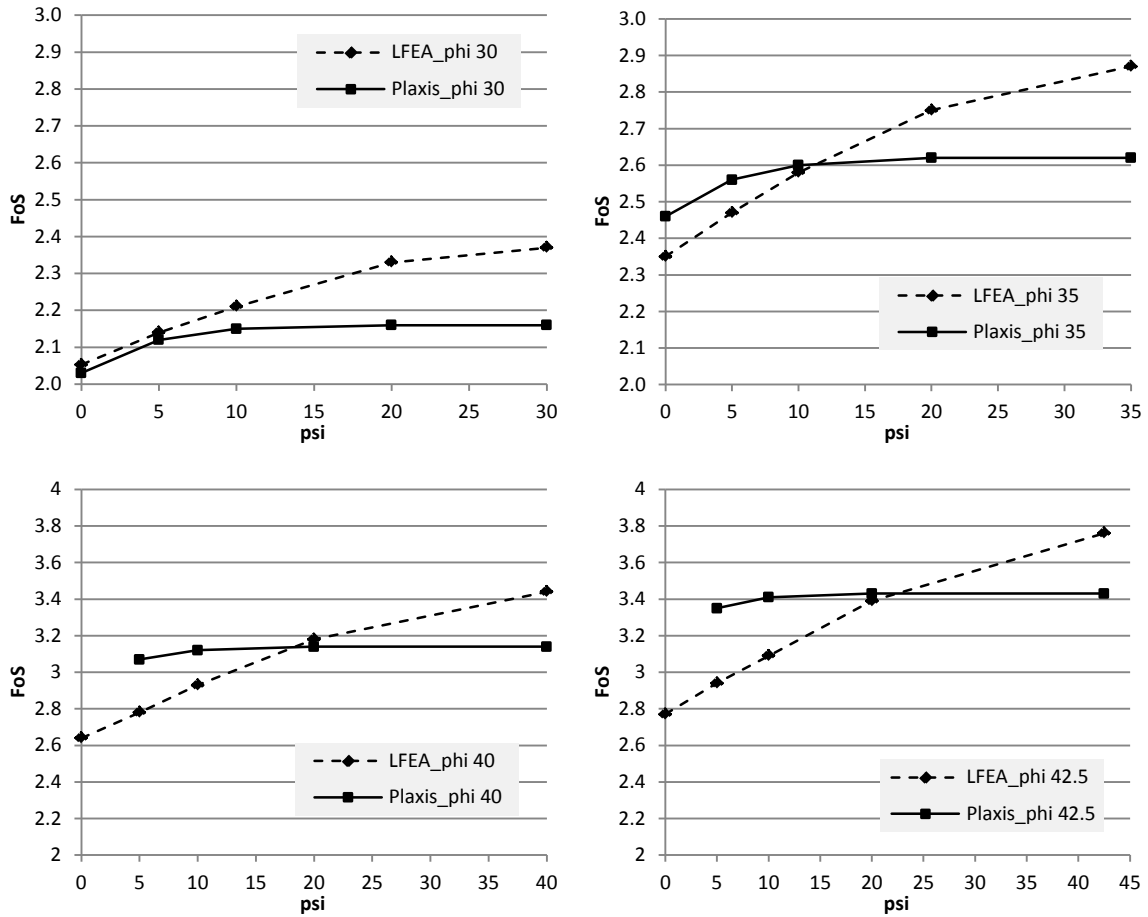 3.0
2.9
2.8
2.7
2.6
2.5
2.4
2.3
2.2
2.1
2.0
FoS
LFEA_phi 30
Plaxis_phi 30
0 5 10 15 20 25 30
psi
3.0
2.9
2.8
2.7
2.6
2.5
2.4
2.3
2.2
2.1
2.0
FoS
LFEA_phi 35
Plaxis_phi 35
0 5 10 15 20 25 30 35
psi
4
3.8
3.6
3.4
3.2
3
2.8
2.6
2.4
2.2
2
FoS
LFEA_phi 40
Plaxis_phi 40
0 5 10 15 20 25 30 35 40
psi
4
3.8
3.6
3.4
3.2
3
2.8
2.6
2.4
2.2
2
FoS
LFEA_phi 42.5
Plaxis_phi 42.5
0 5 10 15 20 25 30 35 40 45
psi